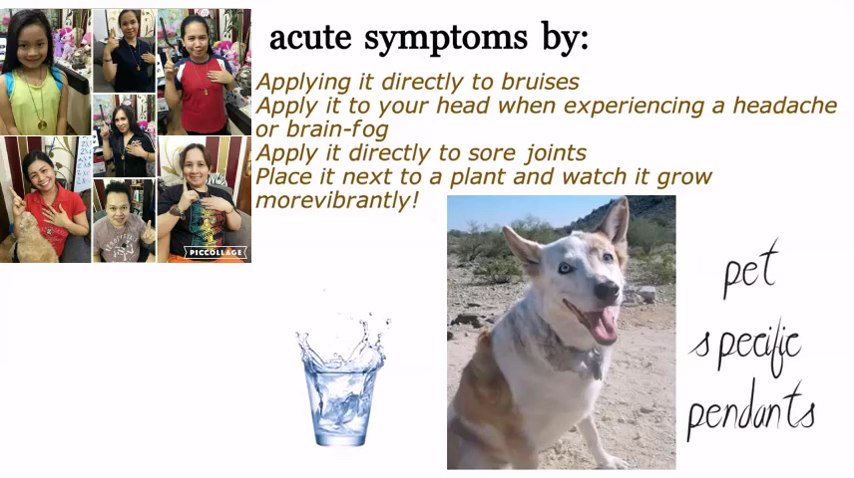 acute symptoms by:
Applying it directly to bruises
Apply it to your head when experiencing a headache
or brain-fog
Apply it directly to sore joints
Place it next to a plant and watch it grow
morevibrantly!
PICCOLLAGE
pet
specific
pendants